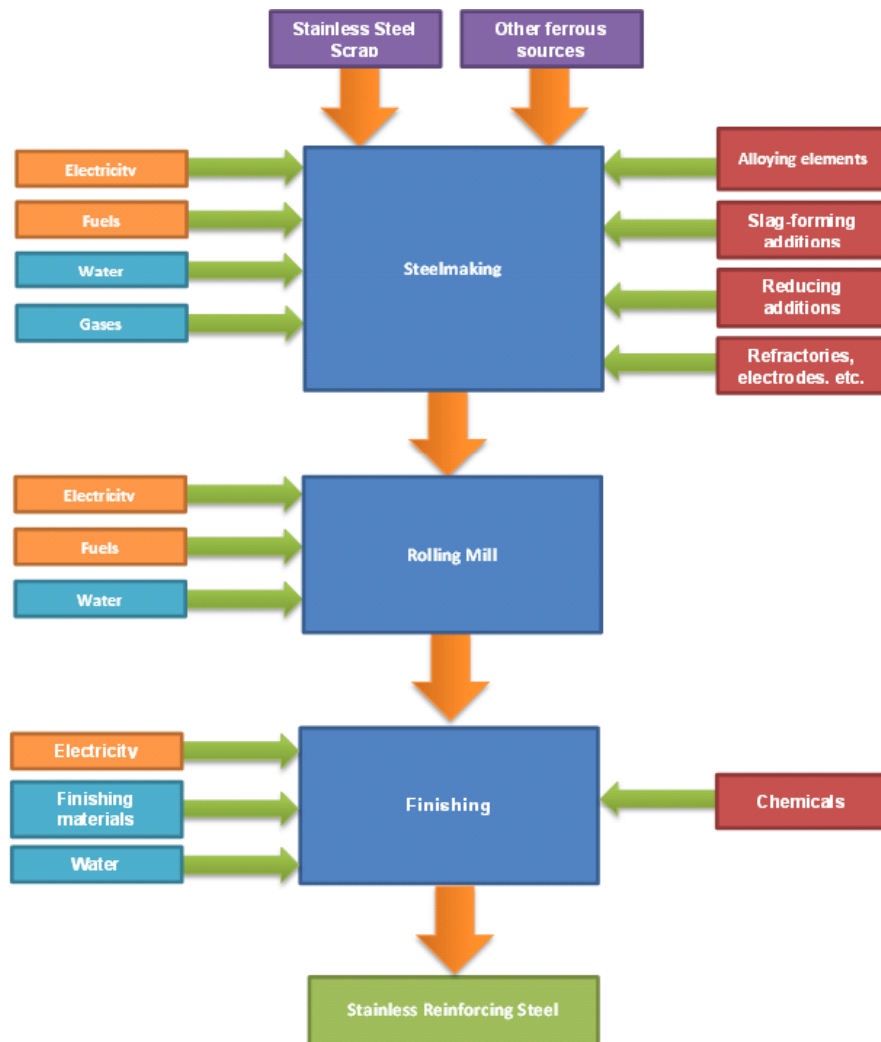 Stainless Steel
Scrap
Other ferrous
sources
Electricity
Fuels
Water
Gases
Steelmaking
Alloying elements
Slag-forming
additions
Reducing
additions
Refractories,
electrodes. etc.
Electricity
Fuels
Water
Rolling Mill
Electricity
Finishing
materials
Water
Finishing
Chemicals
Stainless Reinforcing Steel